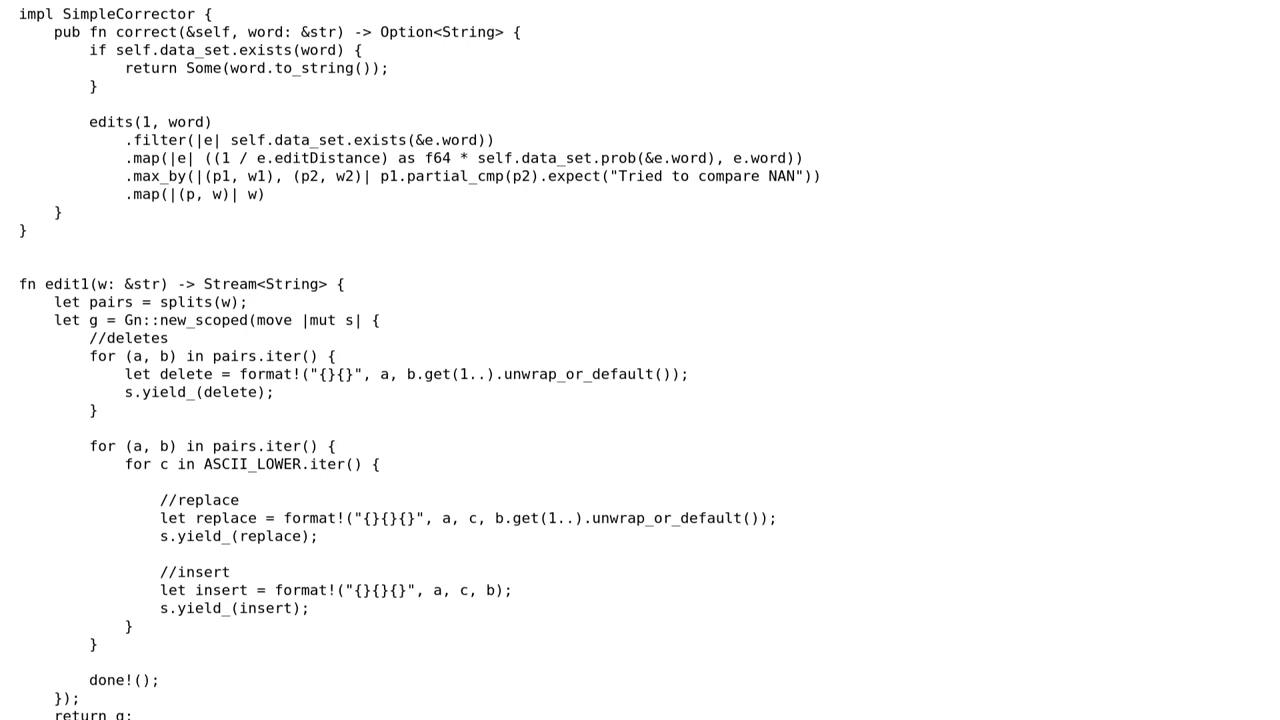 impl SimpleCorrector {
    pub fn correct(&self, word: &str) -> Option<String> {
        if self.data_set.exists(word) {
            return Some(word.to_string());
        }

        edits(1, word)
            .filter(|e| self.data_set.exists(&e.word))
            .map(|e| ((1 / e.editDistance) as f64 * self.data_set.prob(&e.word), e.word))
            .max_by(|(p1, w1), (p2, w2)| p1.partial_cmp(p2).expect("Tried to compare NAN"))
            .map(|(p, w)| w)
    }
}


fn edit1(w: &str) -> Stream<String> {
    let pairs = splits(w);
    let g = Gn::new_scoped(move |mut s| {
        //deletes
        for (a, b) in pairs.iter() {
            let delete = format!("{}{}", a, b.get(1..).unwrap_or_default());
            s.yield_(delete);
        }

        for (a, b) in pairs.iter() {
            for c in ASCII_LOWER.iter() {

                //replace
                let replace = format!("{}{}{}", a, c, b.get(1..).unwrap_or_default());
                s.yield_(replace);

                //insert
                let insert = format!("{}{}{}", a, c, b);
                s.yield_(insert);
            }
        }

        done!();
    });
    return g;